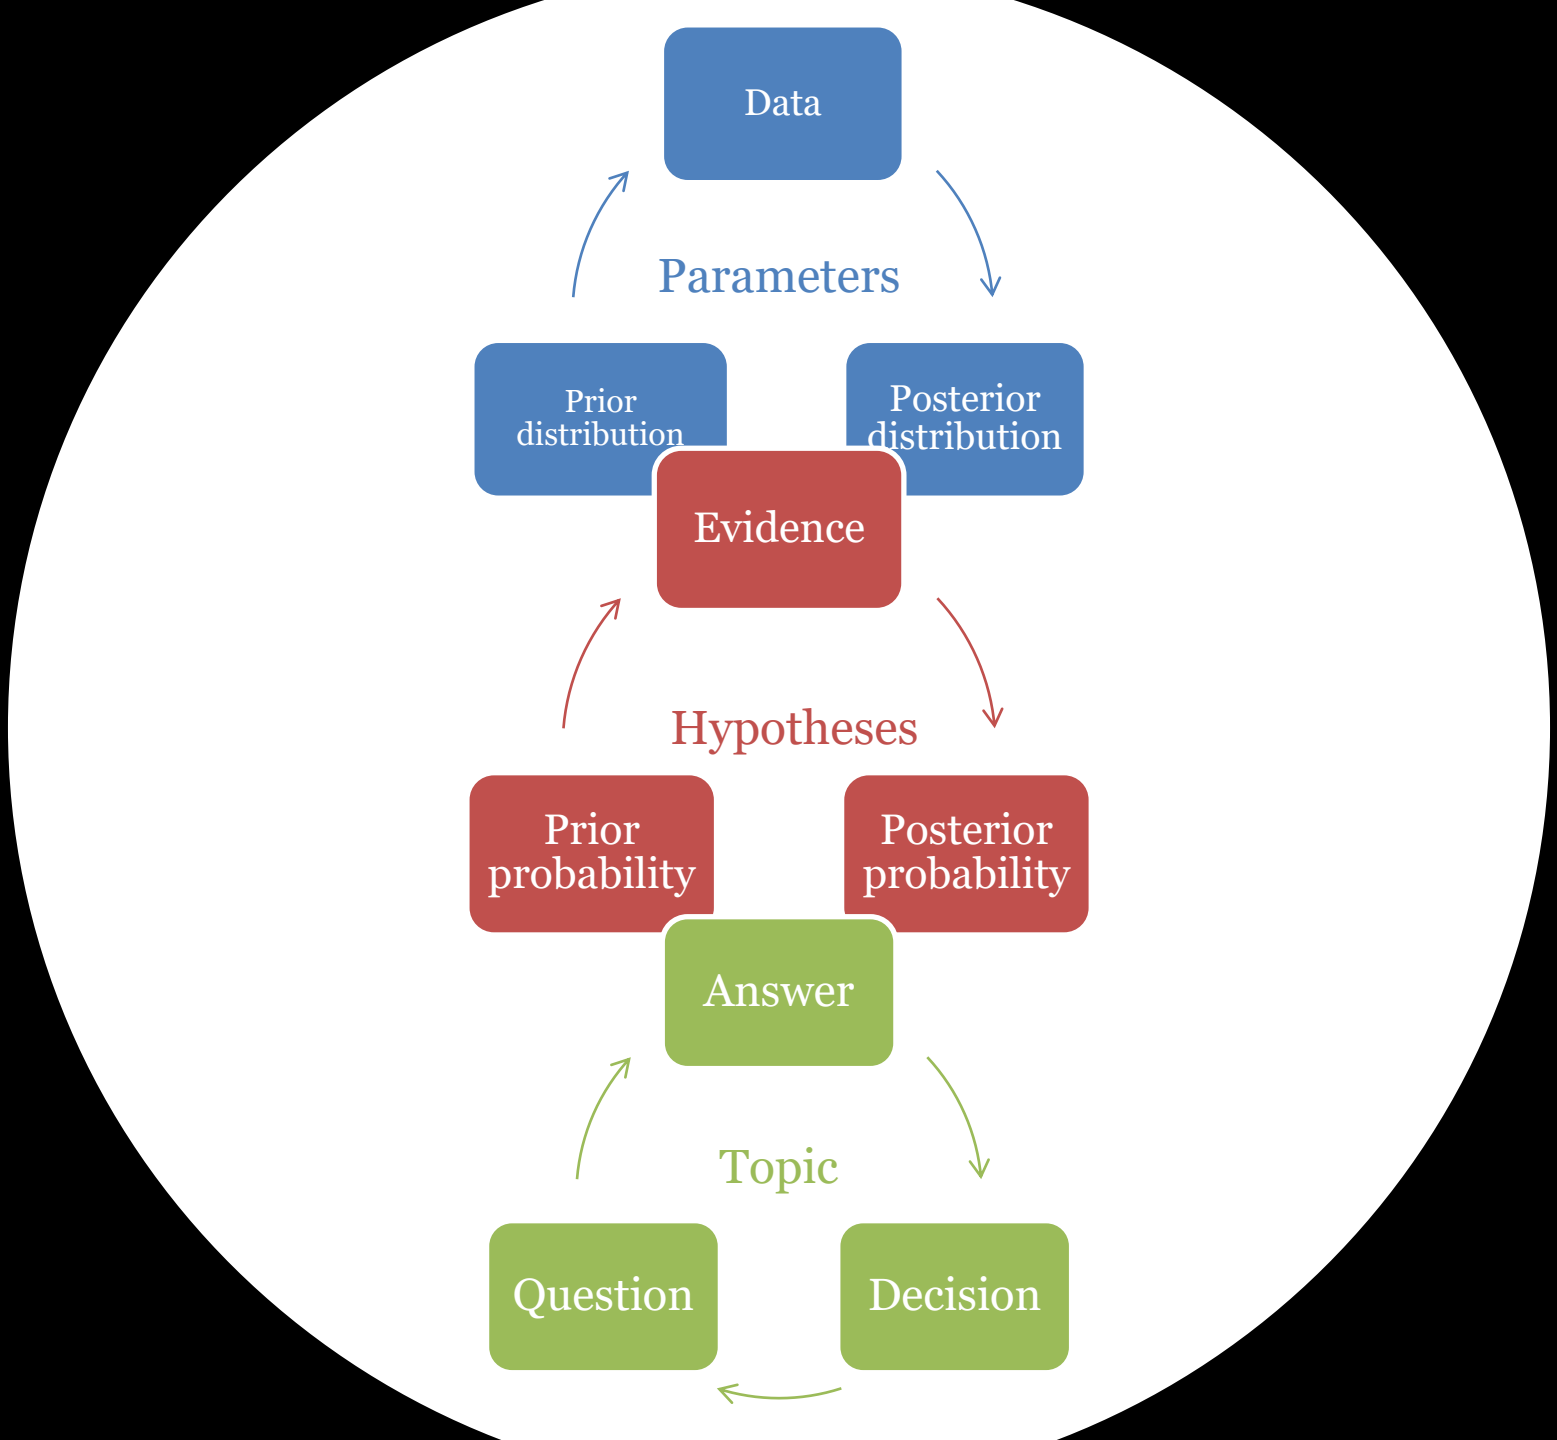 Data
Parameters
Prior
distribution
Posterior
distribution
Evidence
Hypotheses
Prior
probability
Posterior
probability
Answer
Topic
Question
Decision